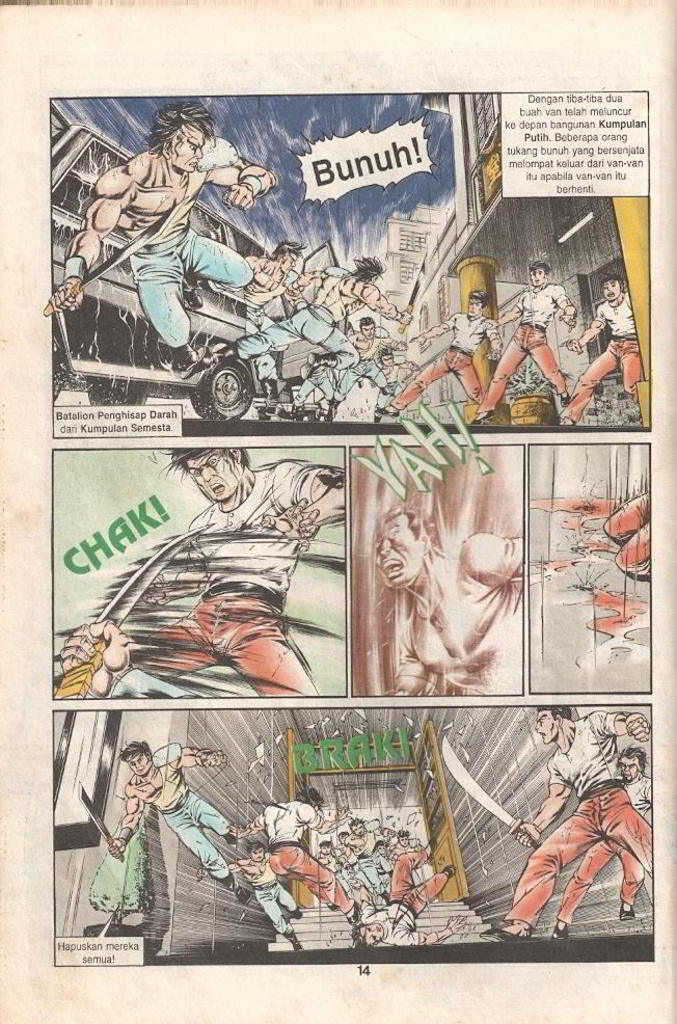 Dengan tiba-tiba dua
buah van telah meluncur
ke depan bangunan Kumpulan
Putih. Beberapa orang
tukang bunuh yang bersenjata
melompat keluar dari van-van
itu apabila van-van itu
berhenti.
Bunuh!
Batalion Penghisap Darah
dari Kumpulan Semesta.
CHAK!
YAH!
BRAK!
Hapuskan mereka
semua!
14